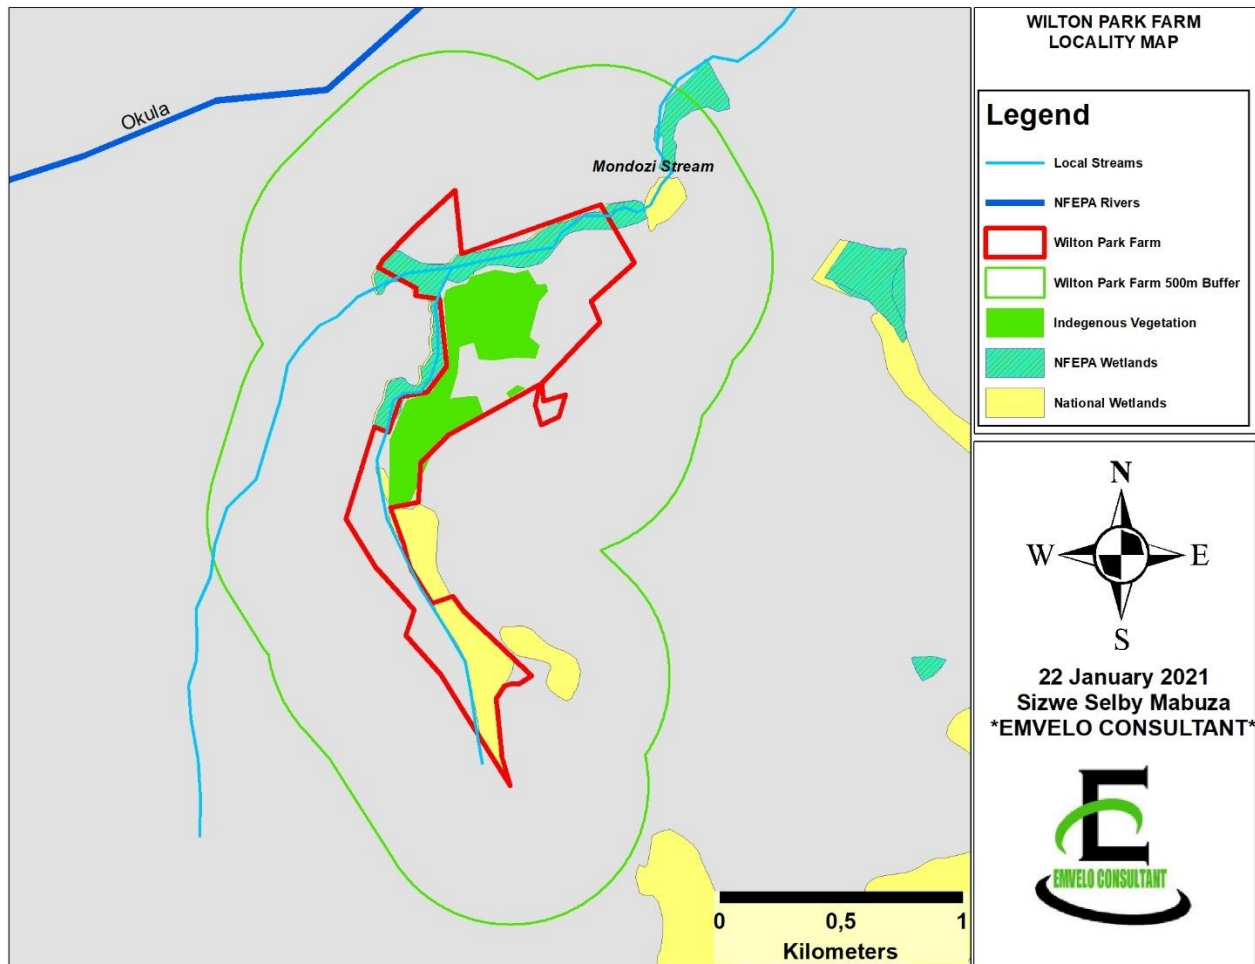 WILTON PARK FARM
LOCALITY MAP
Legend
Local Streams
NFEPA Rivers
Wilton Park Farm
Wilton Park Farm 500m Buffer
Indegenous Vegetation
NFEPA Wetlands
National Wetlands
Okula
Mondozi Stream
0 0,5 1
Kilometers
N
W E
S
22 January 2021
Sizwe Selby Mabuza
*EMVELO CONSULTANT*
E
EMVELO CONSULTANT